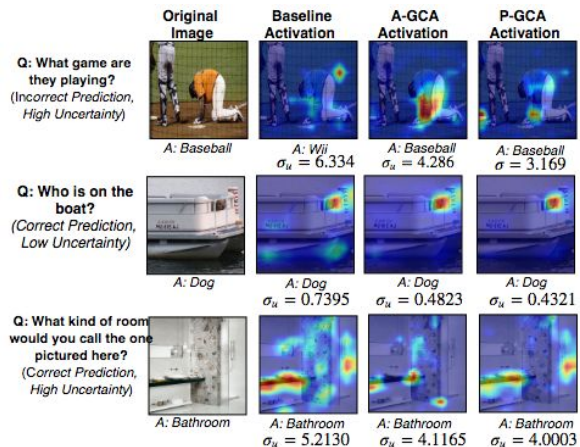 Original Image
Baseline Activation
A-GCA Activation
P-GCA Activation
Q: What game are they playing?
(Incorrect Prediction, High Uncertainty)
A: Baseball
A: Wii
σu = 6.334
A: Baseball
σu = 4.286
A: Baseball
σ = 3.169
Q: Who is on the boat?
(Correct Prediction, Low Uncertainty)
A: Dog
A: Dog
σu = 0.7395
A: Dog
σu = 0.4823
A: Dog
σu = 0.4321
Q: What kind of room would you call the one pictured here?
(Correct Prediction, High Uncertainty)
A: Bathroom
A: Bathroom
σu = 5.2130
A: Bathroom
σu = 4.1165
A: Bathroom
σu = 4.0003